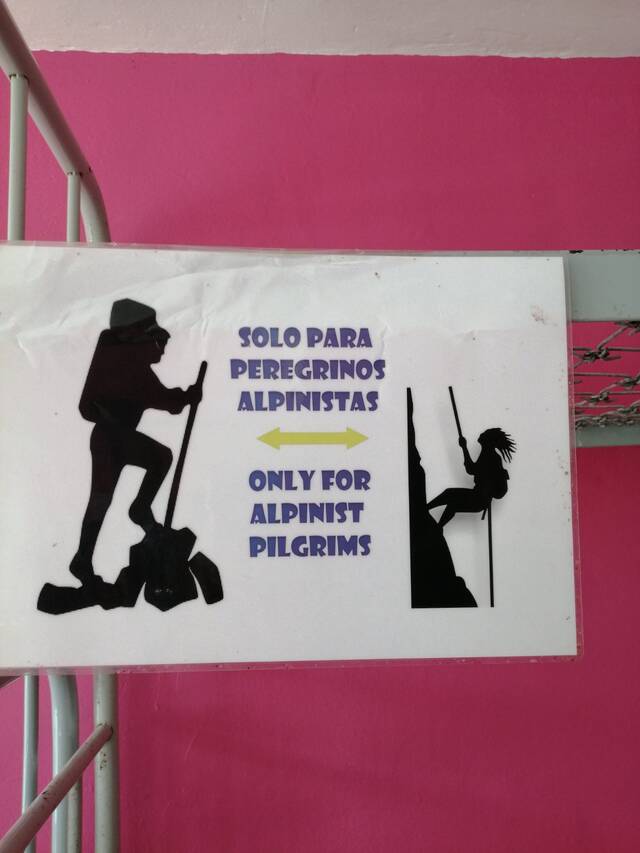 SOLO PARA
PEREGRINOS
ALPINISTAS
ONLY FOR
ALPINIST
PILGRIMS